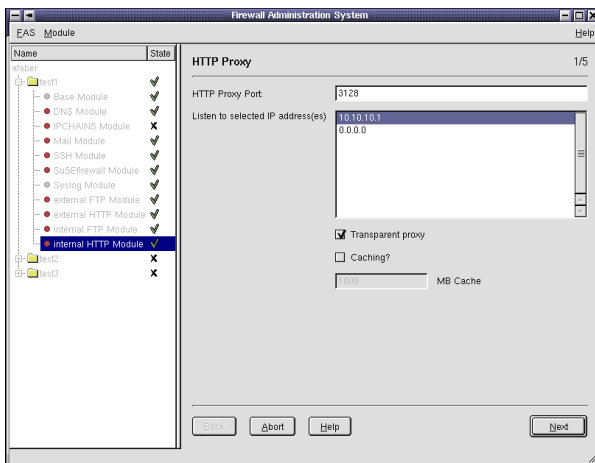 Firewall Administration System
FAS Module Help
Name State
afaber
test1
Base Module
DNS Module
IPCHAINS Module
Mail Module
SSH Module
SuSEfirewall Module
Syslog Module
external FTP Module
external HTTP Module
internal FTP Module
internal HTTP Module
test2
test3
HTTP Proxy 1/5
HTTP Proxy Port: 3128
Listen to selected IP address(es)
10.10.10.1
0.0.0.0
Transparent proxy
Caching?
1000 MB Cache
Back Abort Help Next